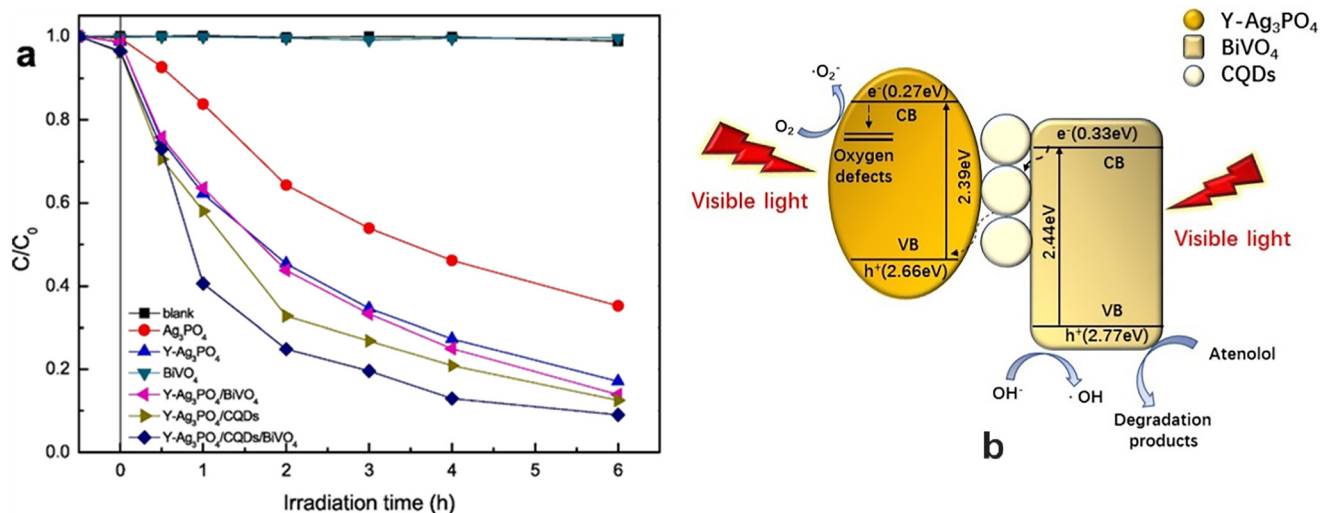 a
C/C₀
1.0
0.8
0.6
0.4
0.2
0.0
blank
Ag₃PO₄
Y-Ag₃PO₄
BiVO₄
Y-Ag₃PO₄/BiVO₄
Y-Ag₃PO₄/CQDs
Y-Ag₃PO₄/CQDs/BiVO₄
0 1 2 3 4 5 6
Irradiation time (h)
Y-Ag₃PO₄
BiVO₄
CQDs
·O₂⁻
O₂
e⁻(0.27eV)
CB
Oxygen
defects
2.39eV
VB
h⁺(2.66eV)
Visible light
e⁻(0.33eV)
CB
2.44eV
VB
h⁺(2.77eV)
Visible light
OH⁻
·OH
Atenolol
Degradation
products
b